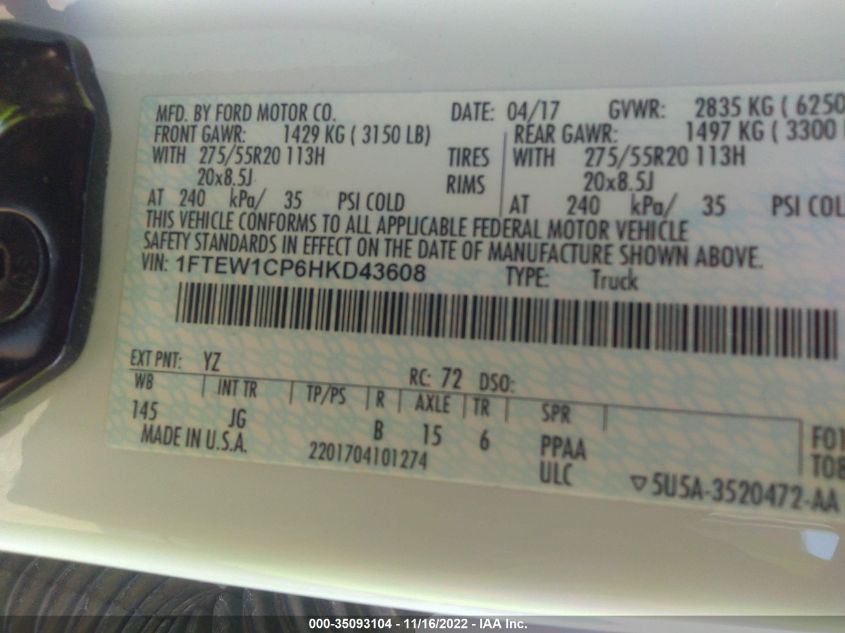 MFD. BY FORD MOTOR CO. DATE: 04/17 GVWR: 2835 KG ( 6250
FRONT GAWR: 1429 KG ( 3150 LB) REAR GAWR: 1497 KG ( 3300
WITH 275/55R20 113H TIRES WITH 275/55R20 113H
20x8.5J RIMS 20x8.5J
AT 240 kPa/ 35 PSI COLD AT 240 kPa/ 35 PSI COL
THIS VEHICLE CONFORMS TO ALL APPLICABLE FEDERAL MOTOR VEHICLE
SAFETY STANDARDS IN EFFECT ON THE DATE OF MANUFACTURE SHOWN ABOVE.
VIN: 1FTEW1CP6HKD43608 TYPE: Truck
EXT PNT: YZ RC: 72 DSO:
WB INT TR TP/PS R AXLE TR SPR
145 JG B 15 6 PPAA F01
MADE IN U.S.A. 2201704101274 ULC T08
5U5A-3520472-AA
000-35093104 - 11/16/2022 - IAA Inc.